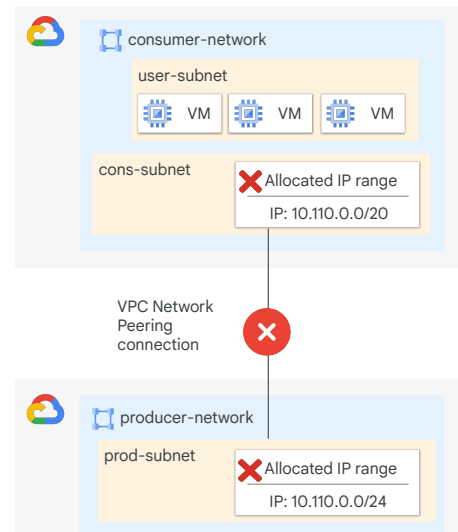 consumer-network
user-subnet
VM
VM
VM
cons-subnet
Allocated IP range
IP: 10.110.0.0/20
VPC Network
Peering
connection
producer-network
prod-subnet
Allocated IP range
IP: 10.110.0.0/24